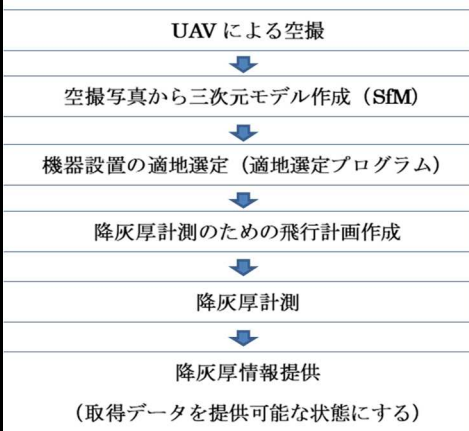 UAV による空撮
空撮写真から三次元モデル作成（SfM）
機器設置の適地選定（適地選定プログラム）
降灰厚計測のための飛行計画作成
降灰厚計測
降灰厚情報提供
（取得データを提供可能な状態にする）